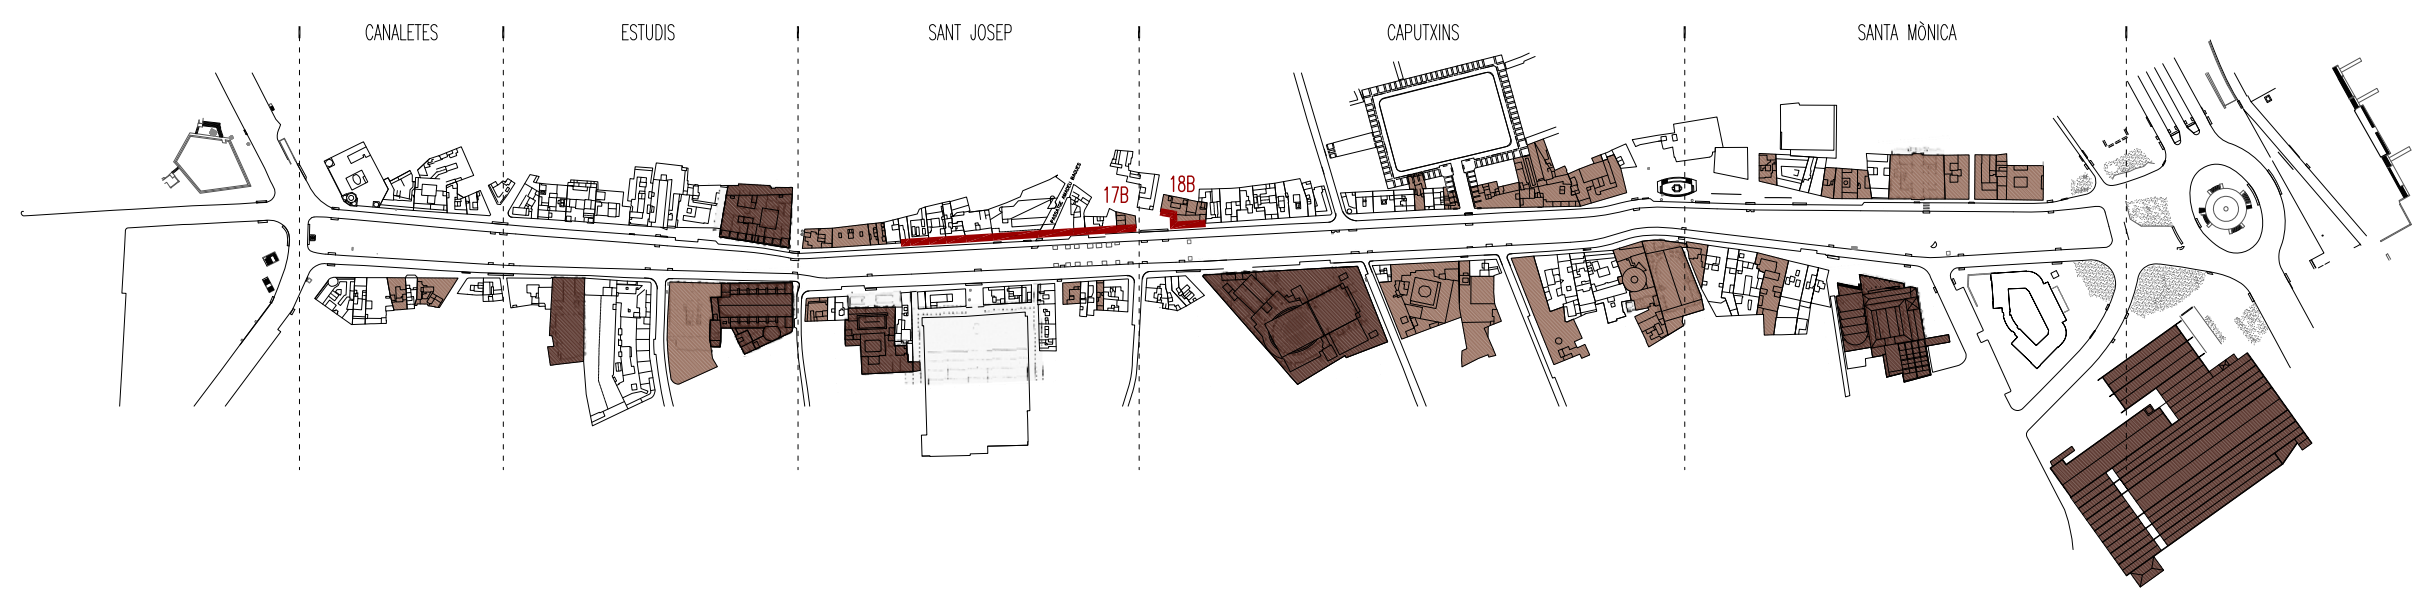 CANALETES
ESTUDIS
SANT JOSEP
CAPUTXINS
SANTA MÒNICA
17B
18B